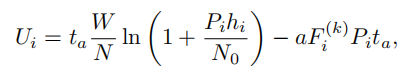 $U_i = t_a \frac{W}{N} \ln \left( 1 + \frac{P_i h_i}{N_0} \right) - a F_i^{(k)} P_i t_a,$